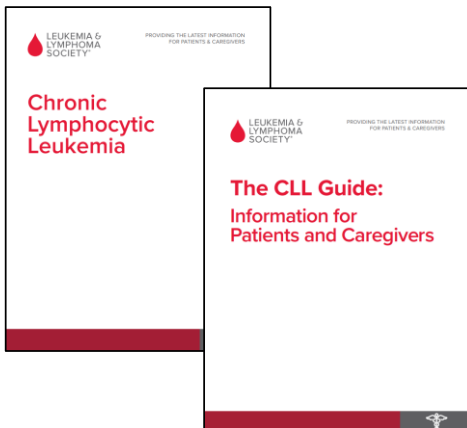 LEUKEMIA &
LYMPHOMA
SOCIETY®
PROVIDING THE LATEST INFORMATION
FOR PATIENTS & CAREGIVERS
Chronic
Lymphocytic
Leukemia
LEUKEMIA &
LYMPHOMA
SOCIETY®
PROVIDING THE LATEST INFORMATION
FOR PATIENTS & CAREGIVERS
The CLL Guide:
Information for
Patients and Caregivers